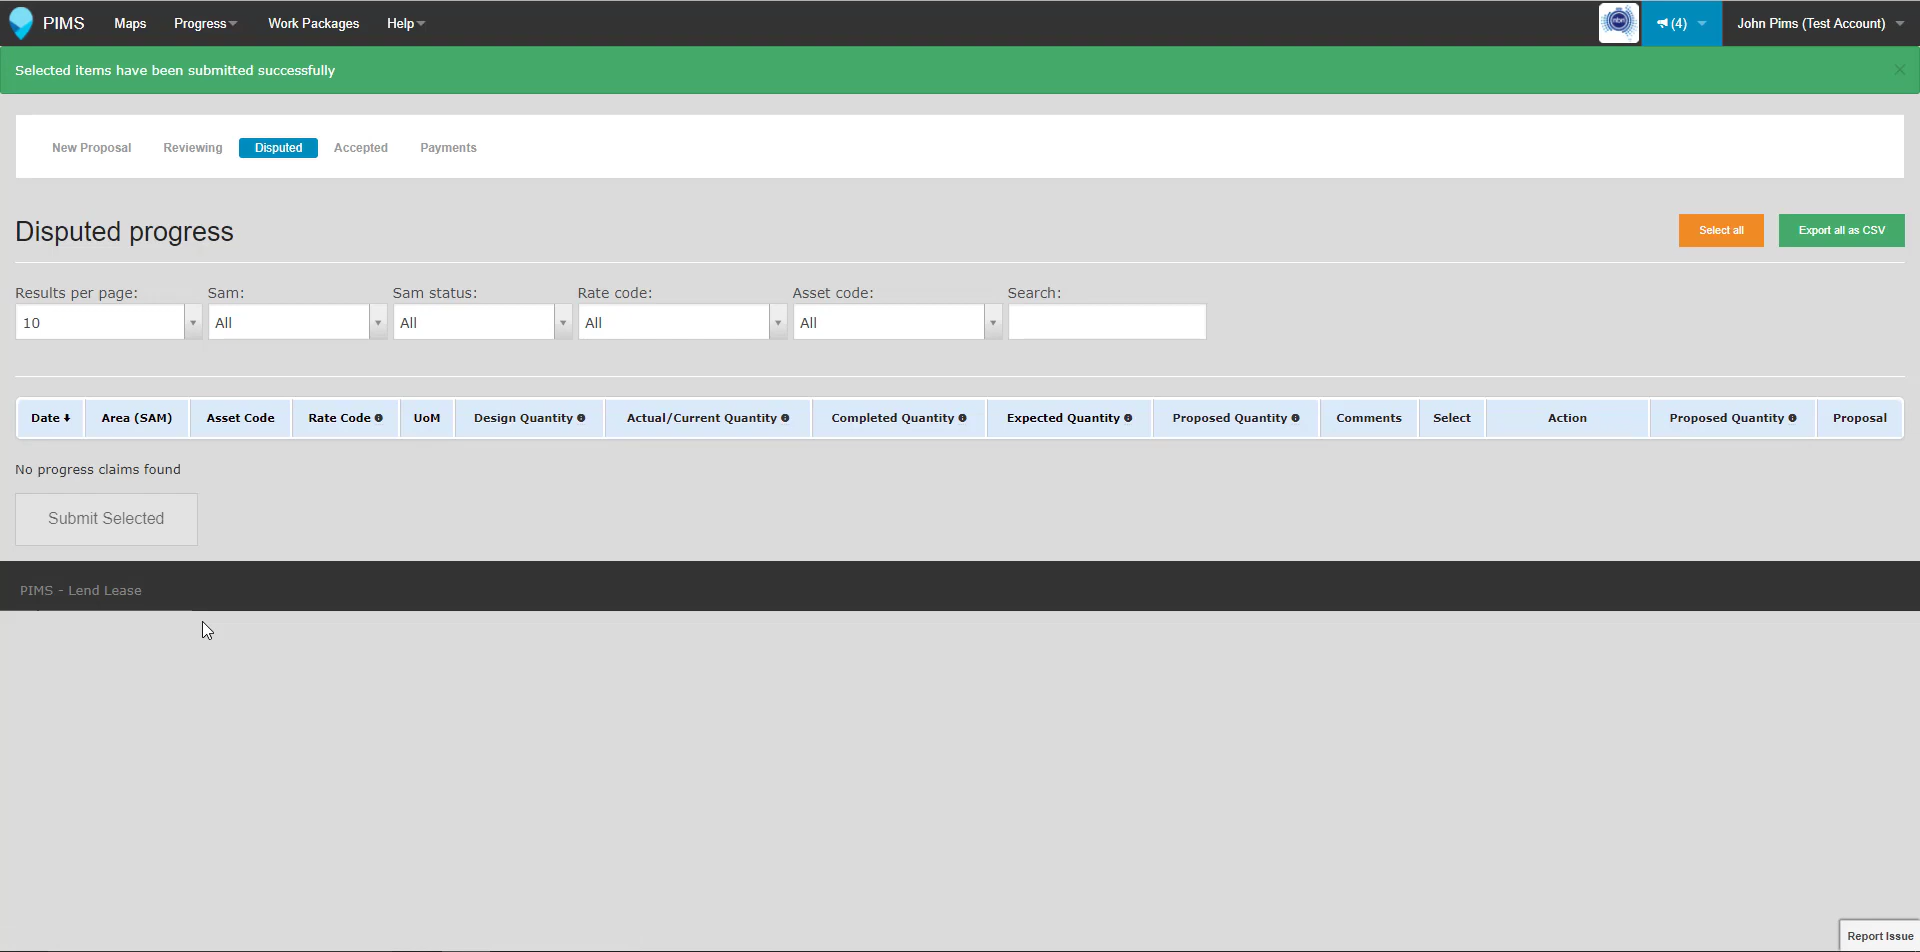 PIMS Maps Progress Work Packages Help (4) John Pims (Test Account)
Selected items have been submitted successfully
New Proposal Reviewing Disputed Accepted Payments
Disputed progress Select all Export all as CSV
Results per page: Sam: Sam status: Rate code: Asset code: Search:
10 All All All All
Date Area (SAM) Asset Code Rate Code UoM Design Quantity Actual/Current Quantity Completed Quantity Expected Quantity Proposed Quantity Comments Select Action Proposed Quantity Proposal
No progress claims found
Submit Selected
PIMS - Lend Lease
Report Issue